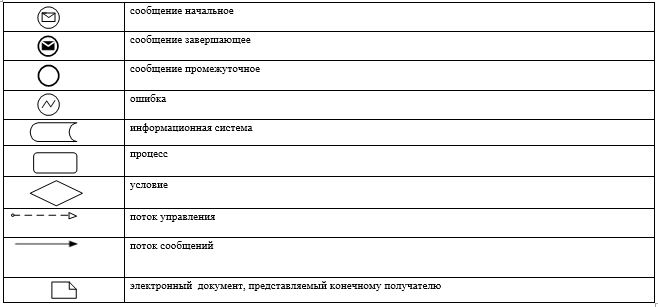 сообщение начальное
сообщение завершающее
сообщение промежуточное
ошибка
информационная система
процесс
условие
поток управления
поток сообщений
электронный документ, представляемый конечному получателю